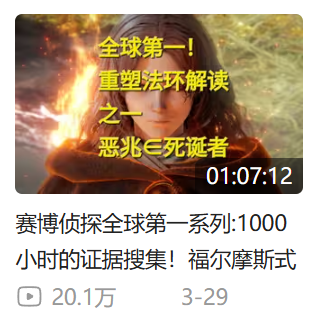 全球第一！
重塑法环解读
之一
恶兆∈死诞者
01:07:12
赛博侦探全球第一系列:1000
小时的证据搜集！福尔摩斯式
20.1万 3-29